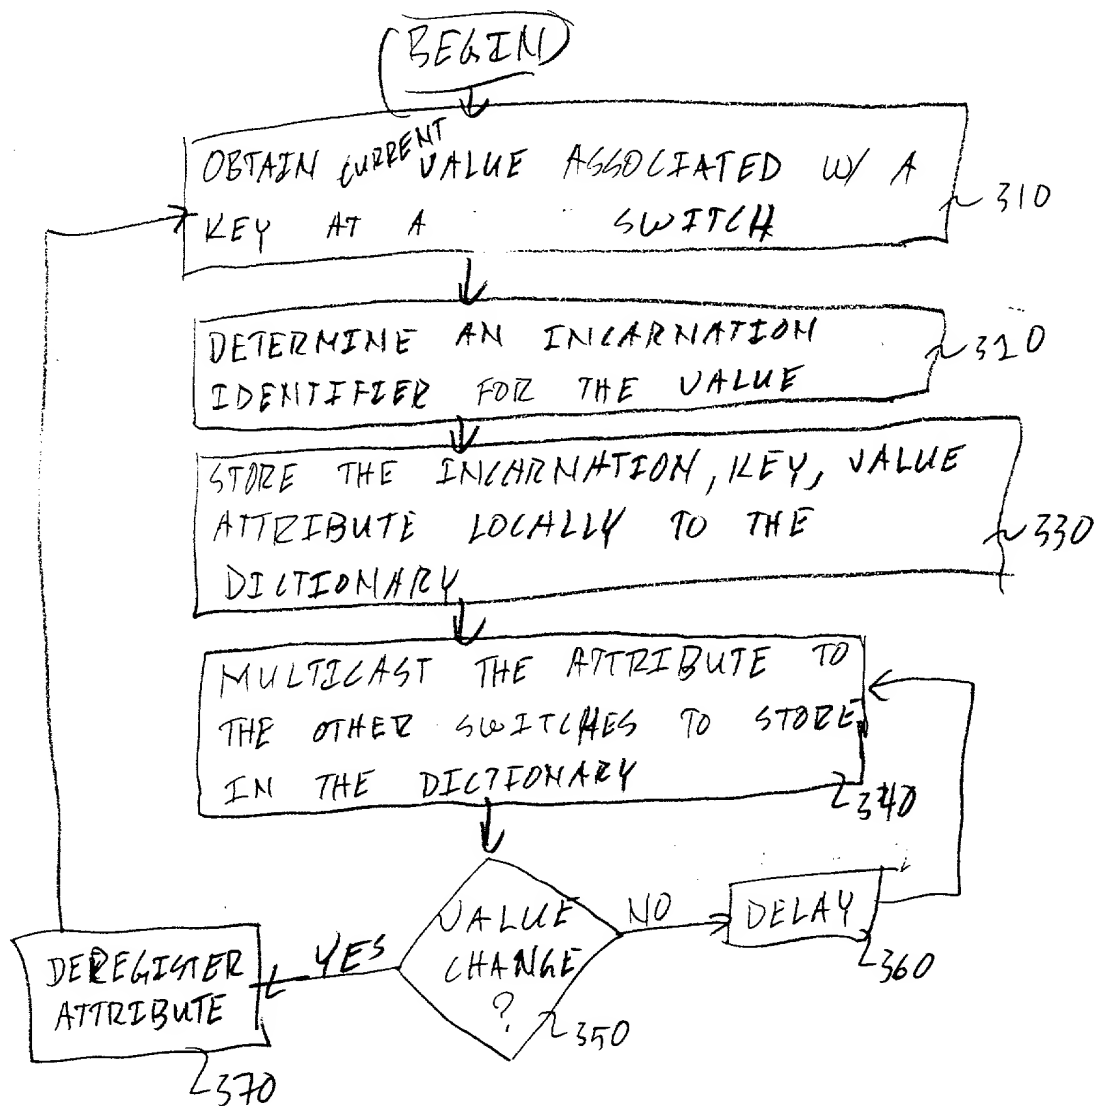 BEGIN
OBTAIN CURRENT VALUE ASSOCIATED W/ A
KEY AT A SWITCH
310
DETERMINE AN INCARNATION
IDENTIFIER FOR THE VALUE
320
STORE THE INCARNATION, KEY, VALUE
ATTRIBUTE LOCALLY TO THE
DICTIONARY
330
MULTICAST THE ATTRIBUTE TO
THE OTHER SWITCHES TO STORE
IN THE DICTIONARY
340
VALUE
CHANGE
?
350
NO
DELAY
360
YES
DEREGISTER
ATTRIBUTE
370